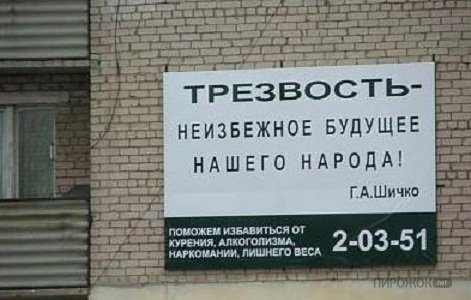 ТРЕЗВОСТЬ-
НЕИЗБЕЖНОЕ БУДУЩЕЕ
НАШЕГО НАРОДА!
Г.А.Шичко
ПОМОЖЕМ ИЗБАВИТЬСЯ ОТ
КУРЕНИЯ, АЛКОГОЛИЗМА,
НАРКОМАНИИ, ЛИШНЕГО ВЕСА
2-03-51
ПИРОЖОК.net